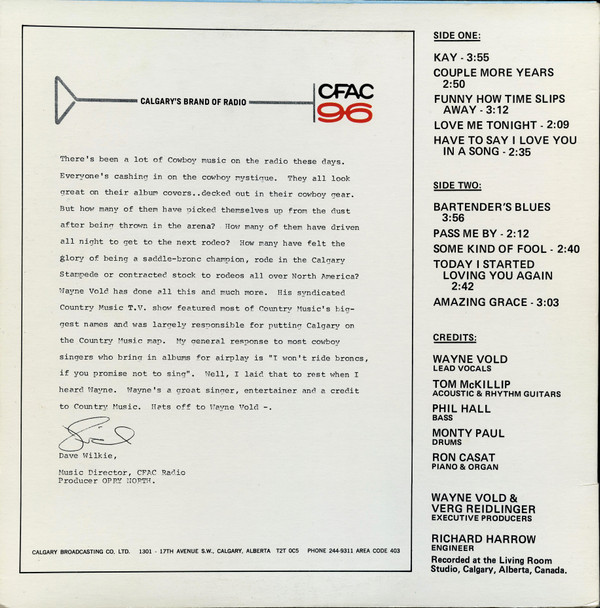 CALGARY'S BRAND OF RADIO
CFAC
96
There's been a lot of Cowboy music on the radio these days.
Everyone's cashing in on the cowboy mystique. They all look
great on their album covers..decked out in their cowboy gear.
But how many of them have picked themselves up from the dust
after being thrown in the arena? How many of them have driven
all night to get to the next rodeo? How many have felt the
glory of being a saddle-bronc champion, rode in the Calgary
Stampede or contracted stock to rodeos all over North America?
Wayne Vold has done all this and much more. His syndicated
Country Music T.V. show featured most of Country Music's big-
gest names and was largely responsible for putting Calgary on
the Country Music map. My general response to most cowboy
singers who bring in albums for airplay is "I won't ride broncs,
if you promise not to sing". Well, I laid that to rest when I
heard Wayne. Wayne's a great singer, entertainer and a credit
to Country Music. Hats off to Wayne Vold -.
Dave Wilkie,
Music Director, CFAC Radio
Producer OPRY NORTH.
CALGARY BROADCASTING CO. LTD. 1301 - 17TH AVENUE S.W., CALGARY, ALBERTA T2T 0C5 PHONE 244-9311 AREA CODE 403
SIDE ONE:
KAY - 3:55
COUPLE MORE YEARS
2:50
FUNNY HOW TIME SLIPS
AWAY - 3:12
LOVE ME TONIGHT - 2:09
HAVE TO SAY I LOVE YOU
IN A SONG - 2:35
SIDE TWO:
BARTENDER'S BLUES
3:56
PASS ME BY - 2:12
SOME KIND OF FOOL - 2:40
TODAY I STARTED
LOVING YOU AGAIN
2:42
AMAZING GRACE - 3:03
CREDITS:
WAYNE VOLD
LEAD VOCALS
TOM McKILLIP
ACOUSTIC & RHYTHM GUITARS
PHIL HALL
BASS
MONTY PAUL
DRUMS
RON CASAT
PIANO & ORGAN
WAYNE VOLD &
VERG REIDLINGER
EXECUTIVE PRODUCERS
RICHARD HARROW
ENGINEER
Recorded at the Living Room
Studio, Calgary, Alberta, Canada.